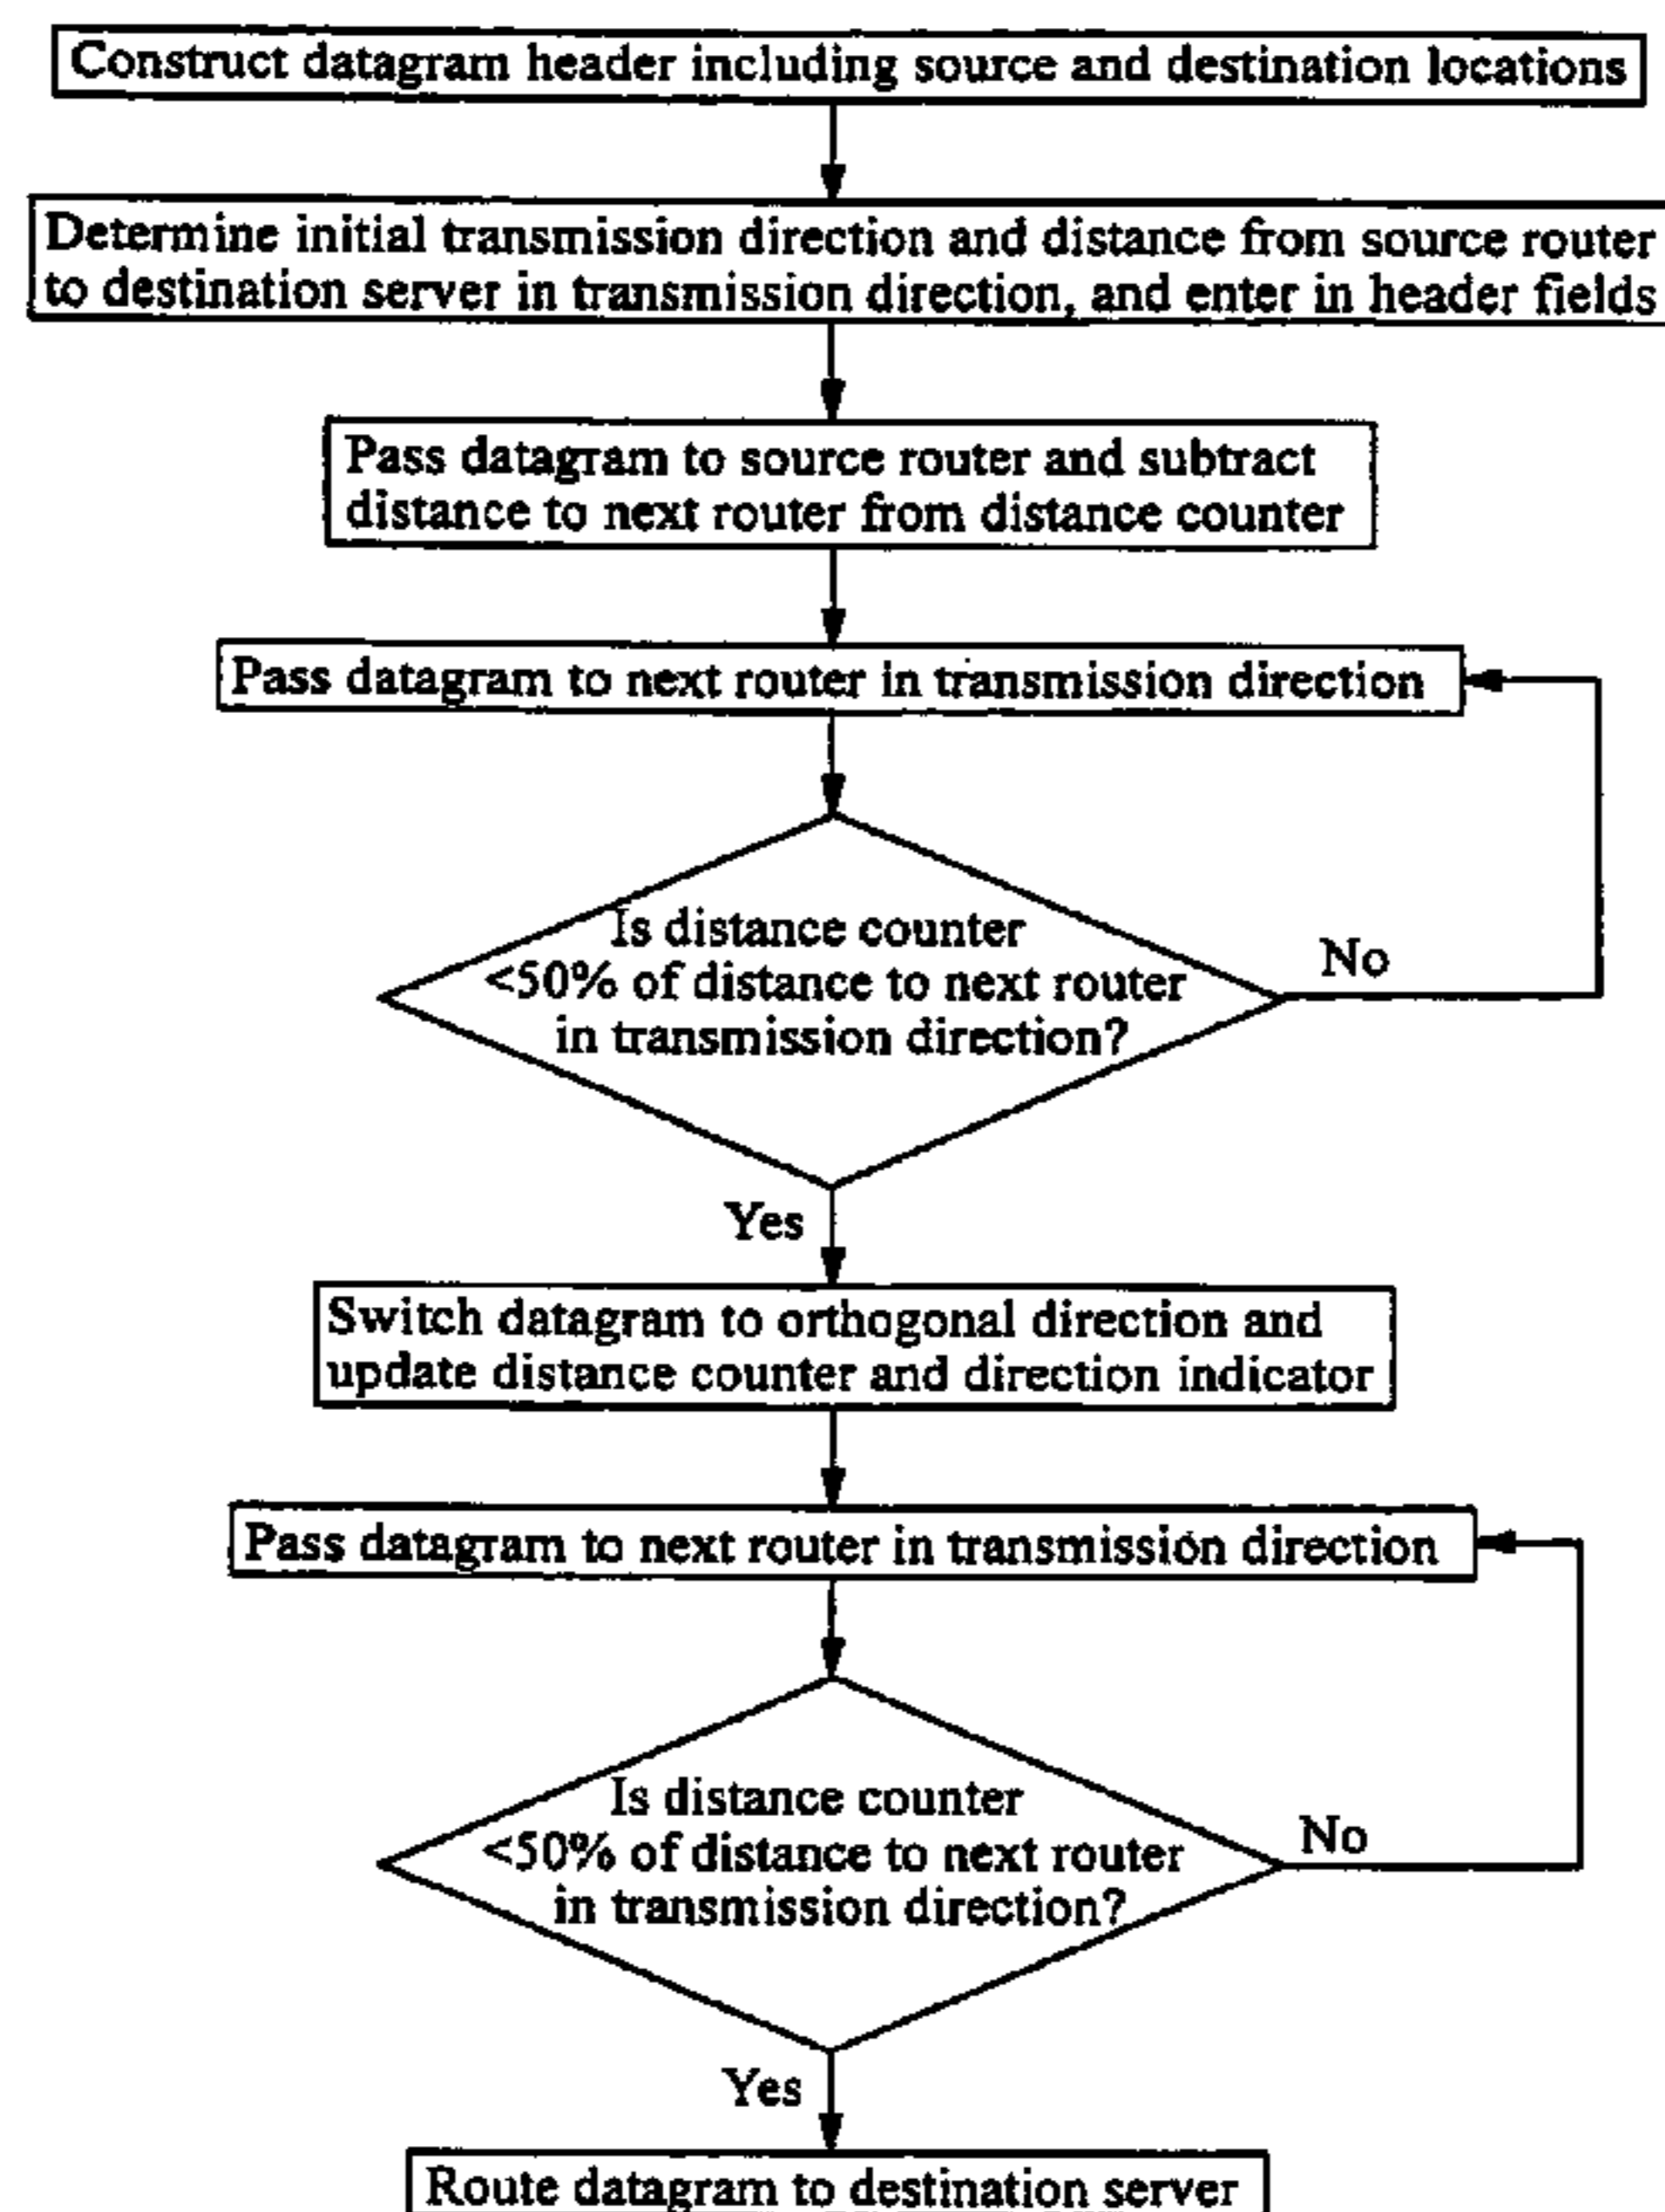 Construct datagram header including source and destination locations
Determine initial transmission direction and distance from source router
to destination server in transmission direction, and enter in header fields
Pass datagram to source router and subtract
distance to next router from distance counter
Pass datagram to next router in transmission direction
Is distance counter
<50% of distance to next router
in transmission direction?
No
Yes
Switch datagram to orthogonal direction and
update distance counter and direction indicator
Pass datagram to next router in transmission direction
Is distance counter
<50% of distance to next router
in transmission direction?
No
Yes
Route datagram to destination server